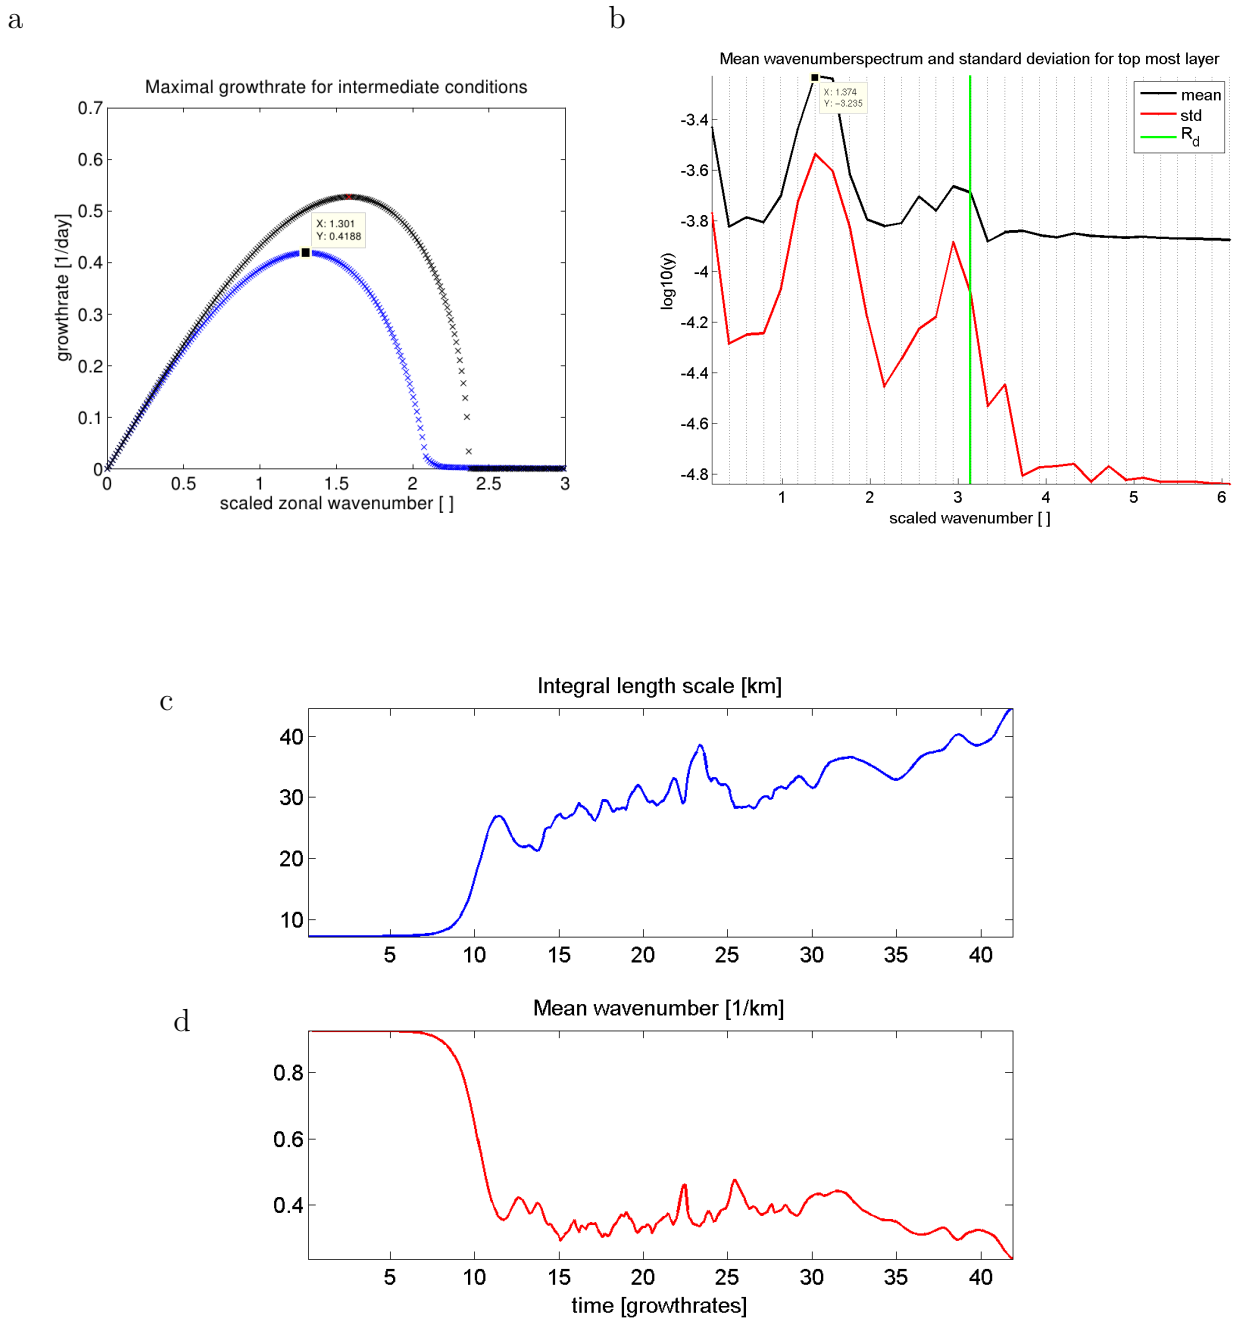 a
Maximal growthrate for intermediate conditions
0.7
0.6
0.5
0.4
0.3
0.2
0.1
0
growthrate [1/day]
X: 1.301
Y: 0.4188
0 0.5 1 1.5 2 2.5 3
scaled zonal wavenumber [ ]
b
Mean wavenumberspectrum and standard deviation for top most layer
-3.4
-3.6
-3.8
-4
-4.2
-4.4
-4.6
-4.8
log10(y)
X: 1.374
Y: -3.235
mean
std
R_d
1 2 3 4 5 6
scaled wavenumber [ ]
c
Integral length scale [km]
40
30
20
10
5 10 15 20 25 30 35 40
d
Mean wavenumber [1/km]
0.8
0.6
0.4
5 10 15 20 25 30 35 40
time [growthrates]